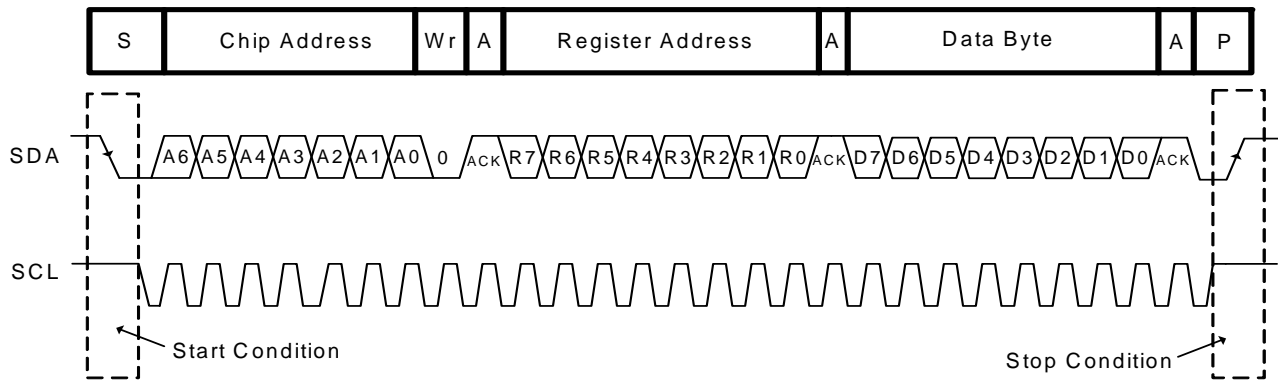 S Chip Address Wr A Register Address A Data Byte A P
SDA A6 A5 A4 A3 A2 A1 A0 0 ACK R7 R6 R5 R4 R3 R2 R1 R0 ACK D7 D6 D5 D4 D3 D2 D1 D0 ACK
SCL
Start Condition
Stop Condition